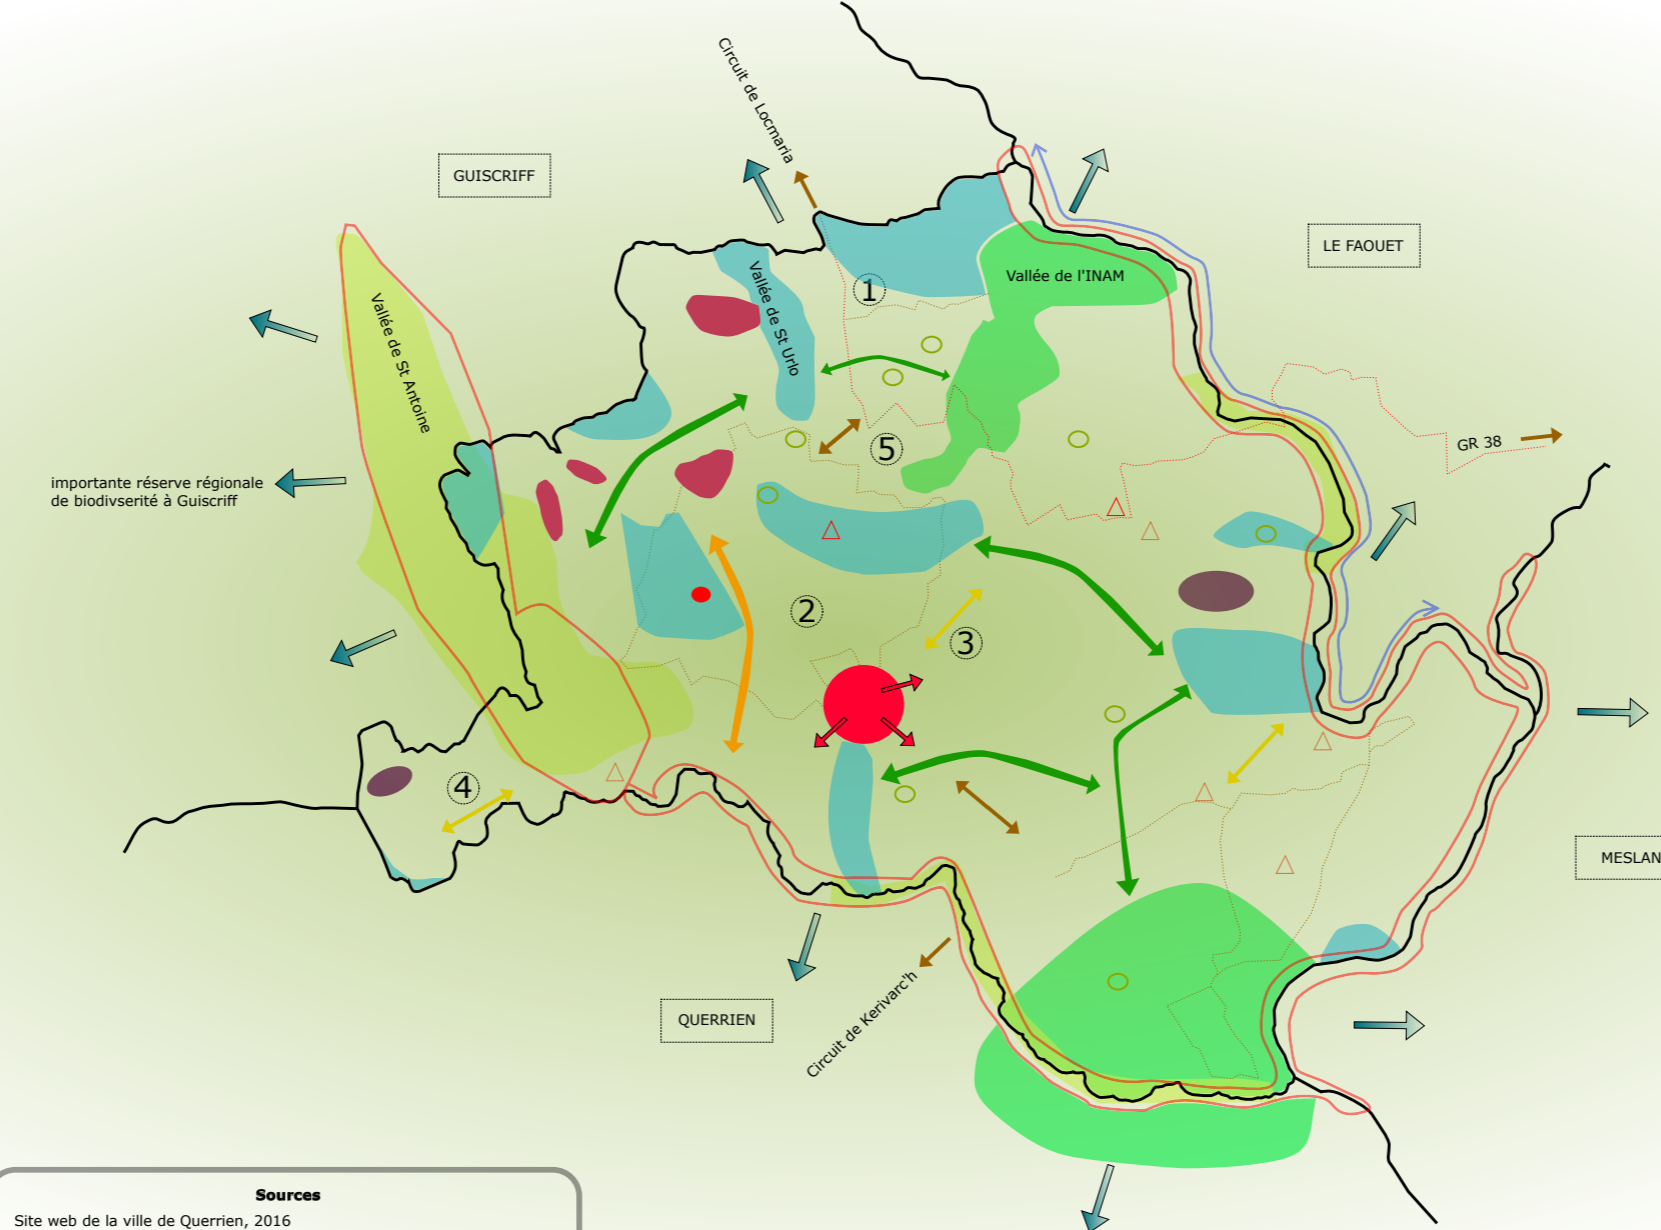 Circuit de Locmaria
GUISCRIFF
LE FAOUET
Vallée de l'INAM
Vallée de St Urlo
1
Vallée de St Antoine
GR 38
5
importante réserve régionale
de biodivserité à Guiscriff
2
3
4
MESLAN
QUERRIEN
Circuit de Kerivarc'h
Sources
Site web de la ville de Querrien, 2016